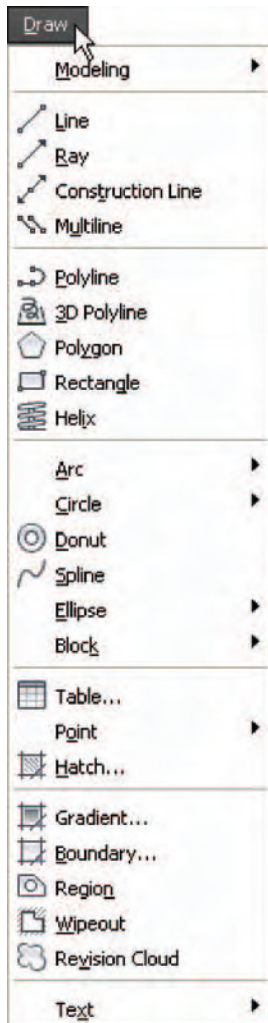 Draw
Modeling
Line
Ray
Construction Line
Multiline
Polyline
3D Polyline
Polygon
Rectangle
Helix
Arc
Circle
Donut
Spline
Ellipse
Block
Table...
Point
Hatch...
Gradient...
Boundary...
Region
Wipeout
Revision Cloud
Text